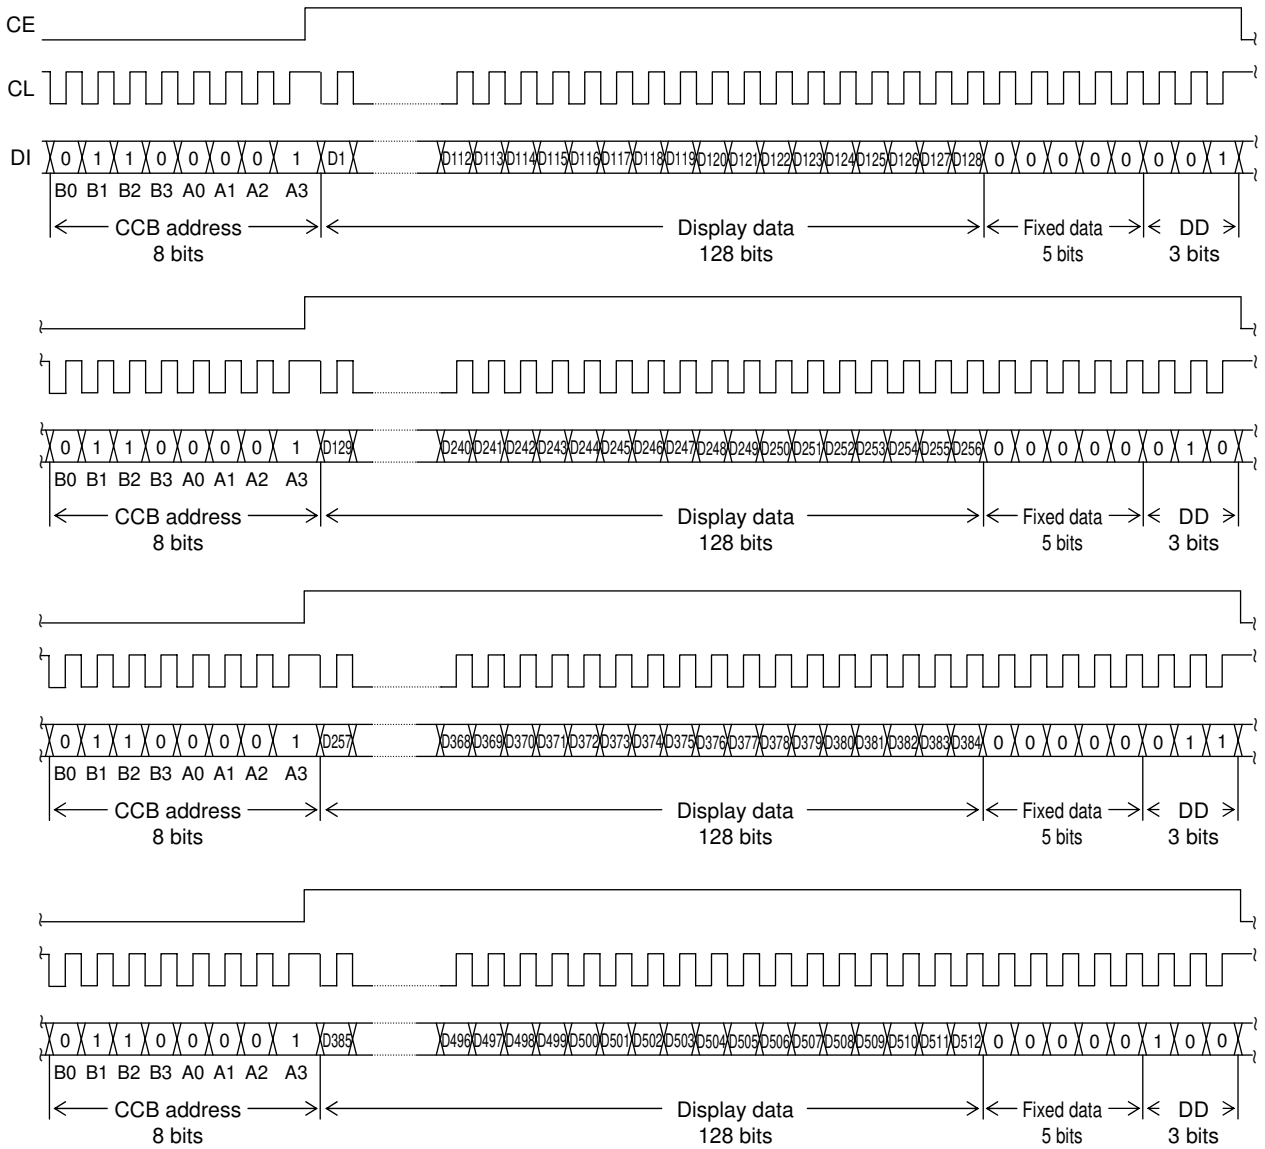 CE
CL
DI 0 1 1 0 0 0 0 1 D1 D112 D113 D114 D115 D116 D117 D118 D119 D120 D121 D122 D123 D124 D125 D126 D127 D128 0 0 0 0 0 0 0 1
B0 B1 B2 B3 A0 A1 A2 A3
CCB address Display data Fixed data DD
8 bits 128 bits 5 bits 3 bits
0 1 1 0 0 0 0 1 D129 D240 D241 D242 D243 D244 D245 D246 D247 D248 D249 D250 D251 D252 D253 D254 D255 D256 0 0 0 0 0 0 1 0
B0 B1 B2 B3 A0 A1 A2 A3
CCB address Display data Fixed data DD
8 bits 128 bits 5 bits 3 bits
0 1 1 0 0 0 0 1 D257 D368 D369 D370 D371 D372 D373 D374 D375 D376 D377 D378 D379 D380 D381 D382 D383 D384 0 0 0 0 0 0 1 1
B0 B1 B2 B3 A0 A1 A2 A3
CCB address Display data Fixed data DD
8 bits 128 bits 5 bits 3 bits
0 1 1 0 0 0 0 1 D385 D496 D497 D498 D499 D500 D501 D502 D503 D504 D505 D506 D507 D508 D509 D510 D511 D512 0 0 0 0 0 1 0 0
B0 B1 B2 B3 A0 A1 A2 A3
CCB address Display data Fixed data DD
8 bits 128 bits 5 bits 3 bits